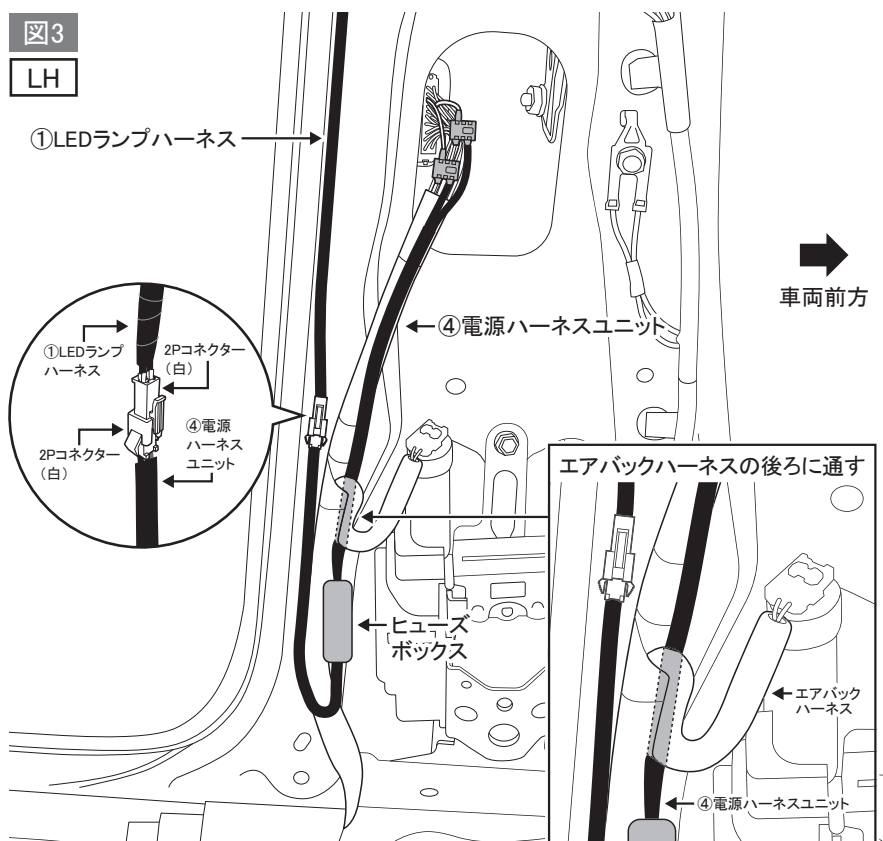 図3
LH
①LEDランプハーネス
車両前方
④電源ハーネスユニット
①LEDランプ
ハーネス
2Pコネクター
（白）
2Pコネクター
（白）
④電源
ハーネス
ユニット
エアバックハーネスの後ろに通す
ヒューズ
ボックス
エアバック
ハーネス
④電源ハーネスユニット